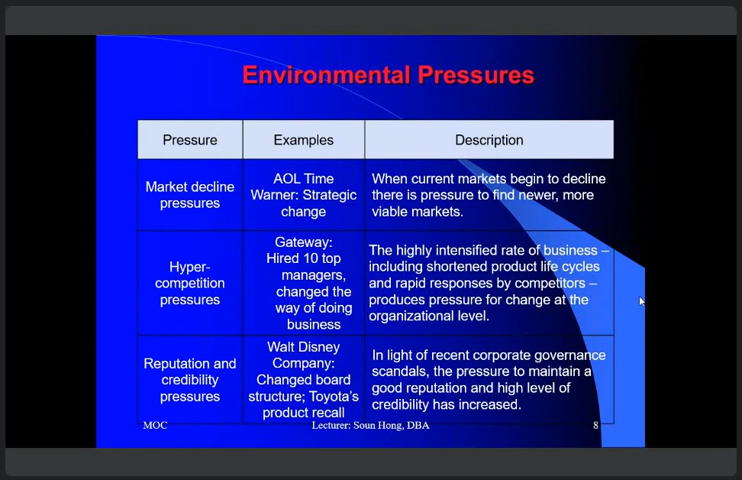 Environmental Pressures
Pressure
Examples
Description
Market decline
pressures
AOL Time
Warner: Strategic
change
When current markets begin to decline
there is pressure to find newer, more
viable markets.
Hyper-
competition
pressures
Gateway:
Hired 10 top
managers,
changed the
way of doing
business
The highly intensified rate of business –
including shortened product life cycles
and rapid responses by competitors –
produces pressure for change at the
organizational level.
Reputation and
credibility
pressures
Walt Disney
Company:
Changed board
structure; Toyota's
product recall
In light of recent corporate governance
scandals, the pressure to maintain a
good reputation and high level of
credibility has increased.
MOC
Lecturer: Soun Hong, DBA
8